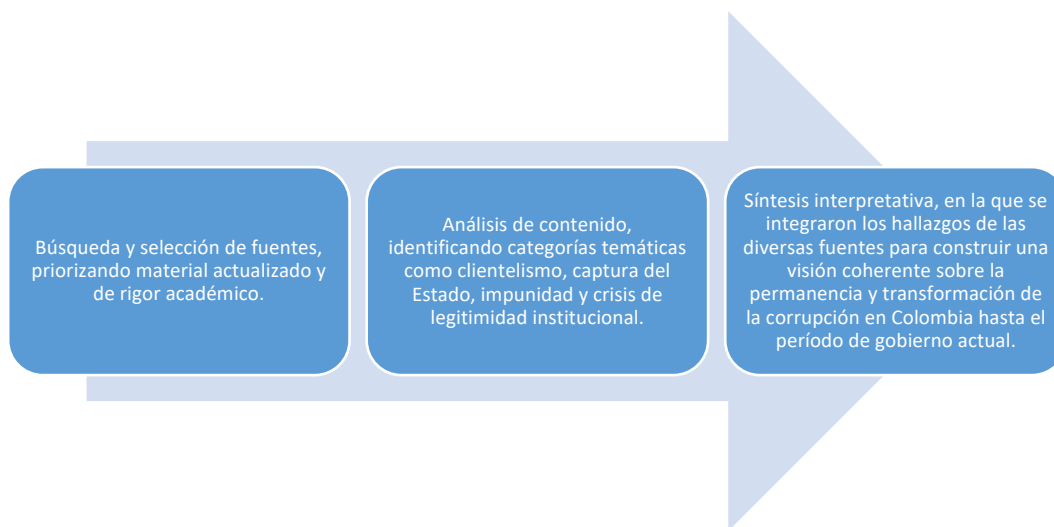 Búsqueda y selección de fuentes,
priorizando material actualizado y
de rigor académico.
Análisis de contenido,
identificando categorías temáticas
como clientelismo, captura del
Estado, impunidad y crisis de
legitimidad institucional.
Síntesis interpretativa, en la que se
integraron los hallazgos de las
diversas fuentes para construir una
visión coherente sobre la
permanencia y transformación de
la corrupción en Colombia hasta el
período de gobierno actual.